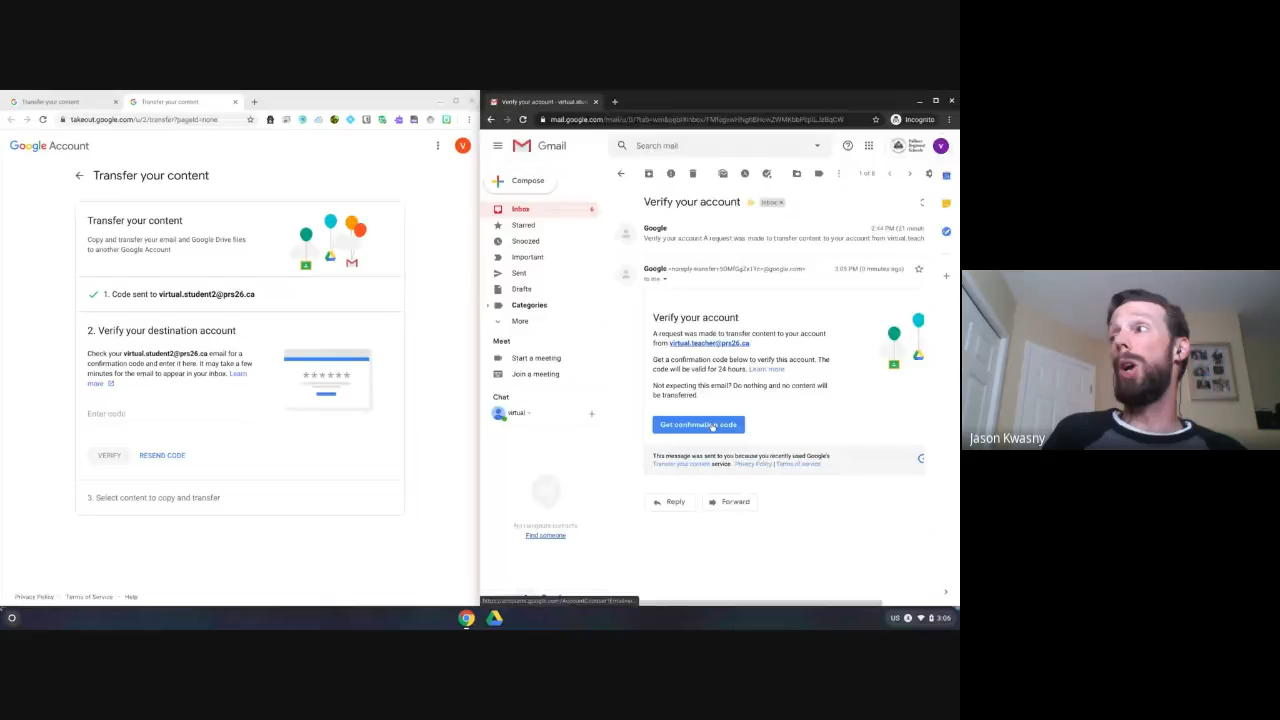 Transfer your content
Transfer your content
takeout.google.com/u/2/transfer?pageId=none
Google Account
V
Transfer your content
Transfer your content
Copy and transfer your email and Google Drive files
to another Google Account
1. Code sent to virtual.student2@prs26.ca
2. Verify your destination account
Check your virtual.student2@prs26.ca email for a
confirmation code and enter it here. It may take a few
minutes for the email to appear in your inbox. Learn
more
******
Enter code
VERIFY RESEND CODE
3. Select content to copy and transfer
Privacy Policy Terms of Service Help
Verify your account - virtual.stu
Incognito
Gmail
Search mail
V
Compose
1 of 8
Inbox 6
Starred
Snoozed
Important
Sent
Drafts
Categories
More
Meet
Start a meeting
Join a meeting
Chat
virtual
Find someone
Verify your account Inbox x
Google 2:44 PM (21 minut
Verify your account A request was made to transfer content to your account from virtual.teach
Google 3:05 PM (0 minutes ago)
to me
Verify your account
A request was made to transfer content to your account
from virtual.teacher@prs26.ca.
Get a confirmation code below to verify this account. The
code will be valid for 24 hours. Learn more.
Not expecting this email? Do nothing and no content will
be transferred.
Get confirmation code
This message was sent to you because you recently used Google's
Transfer your content service. Privacy Policy | Terms of service
Reply Forward
US 3:06
Jason Kwasny